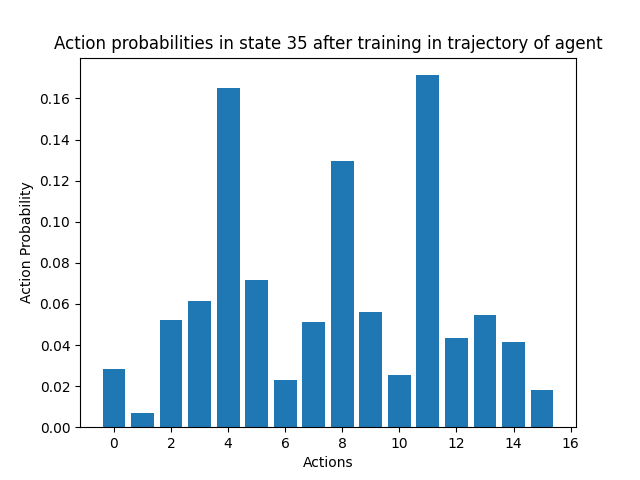 Action probabilities in state 35 after training in trajectory of agent
Action Probability
0.16
0.14
0.12
0.10
0.08
0.06
0.04
0.02
0.00
0 2 4 6 8 10 12 14 16
Actions